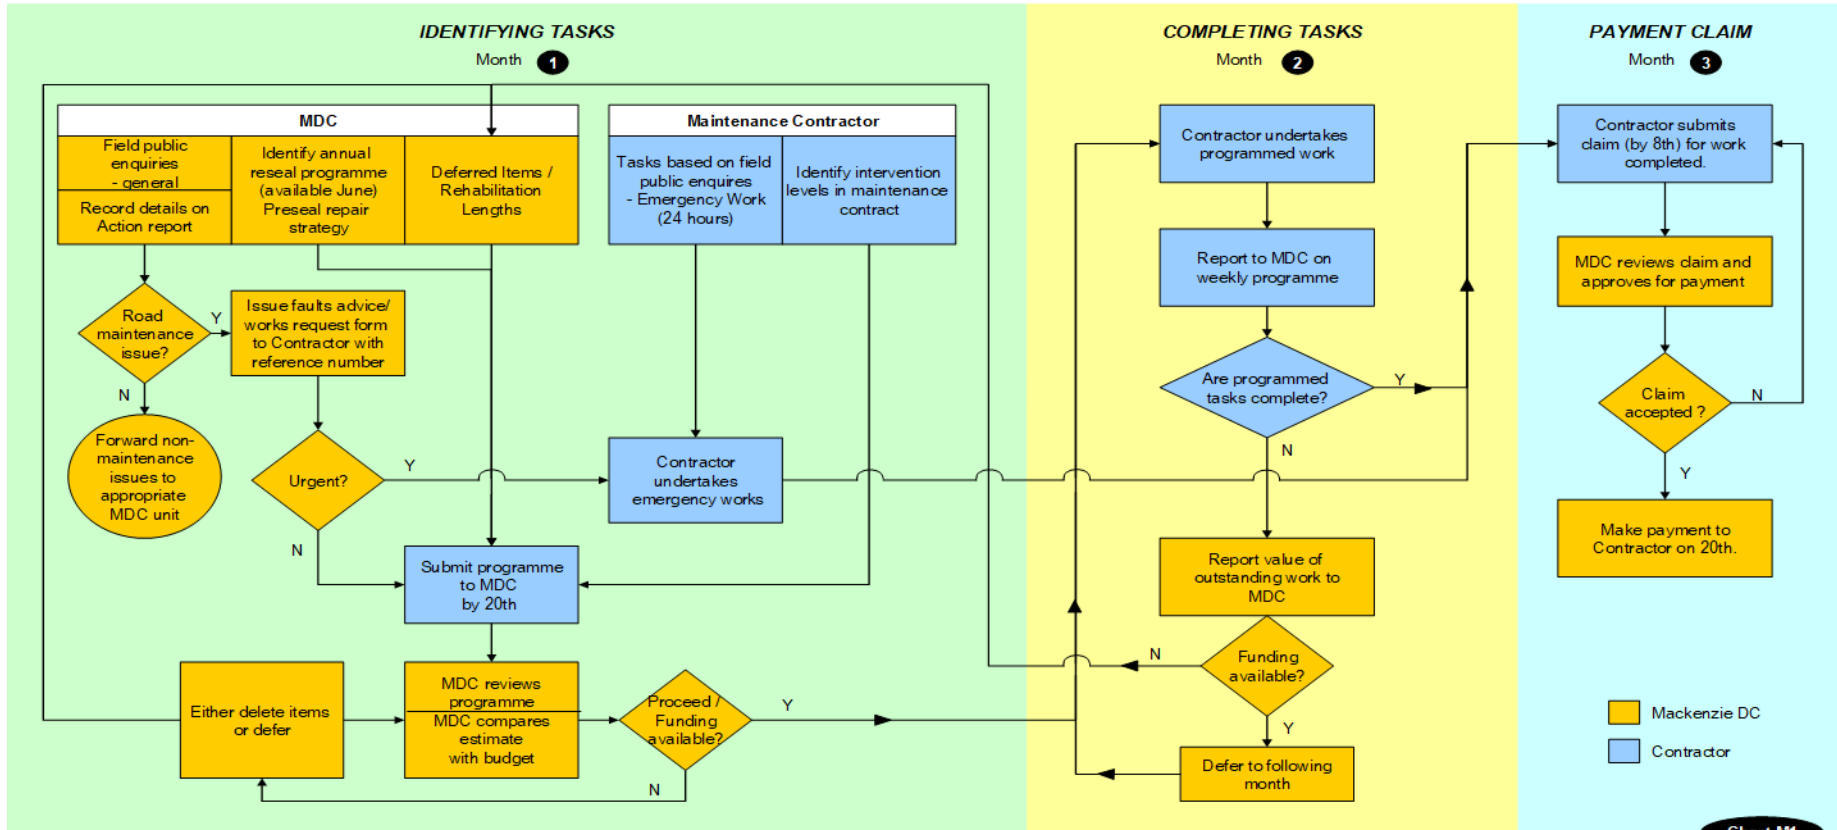 IDENTIFYING TASKS
Month 1
COMPLETING TASKS
Month 2
PAYMENT CLAIM
Month 3
MDC
Field public
enquiries
- general
Record details on
Action report
Identify annual
reseal programme
(available June)
Preseal repair
strategy
Deferred Items /
Rehabilitation
Lengths
Maintenance Contractor
Tasks based on field
public enquires
- Emergency Work
(24 hours)
Identify intervention
levels in maintenance
contract
Road
maintenance
issue?
Y
N
Issue faults advice/
works request form
to Contractor with
reference number
Forward non-
maintenance
issues to
appropriate
MDC unit
Urgent?
Y
N
Contractor
undertakes
emergency works
Submit programme
to MDC
by 20th
Either delete items
or defer
MDC reviews
programme
MDC compares
estimate
with budget
Proceed /
Funding
available?
Y
N
Contractor undertakes
programmed work
Report to MDC on
weekly programme
Are programmed
tasks complete?
Y
N
Report value of
outstanding work to
MDC
Funding
available?
N
Y
Defer to following
month
Contractor submits
claim (by 8th) for work
completed.
MDC reviews claim and
approves for payment
Claim
accepted ?
N
Y
Make payment to
Contractor on 20th.
Mackenzie DC
Contractor